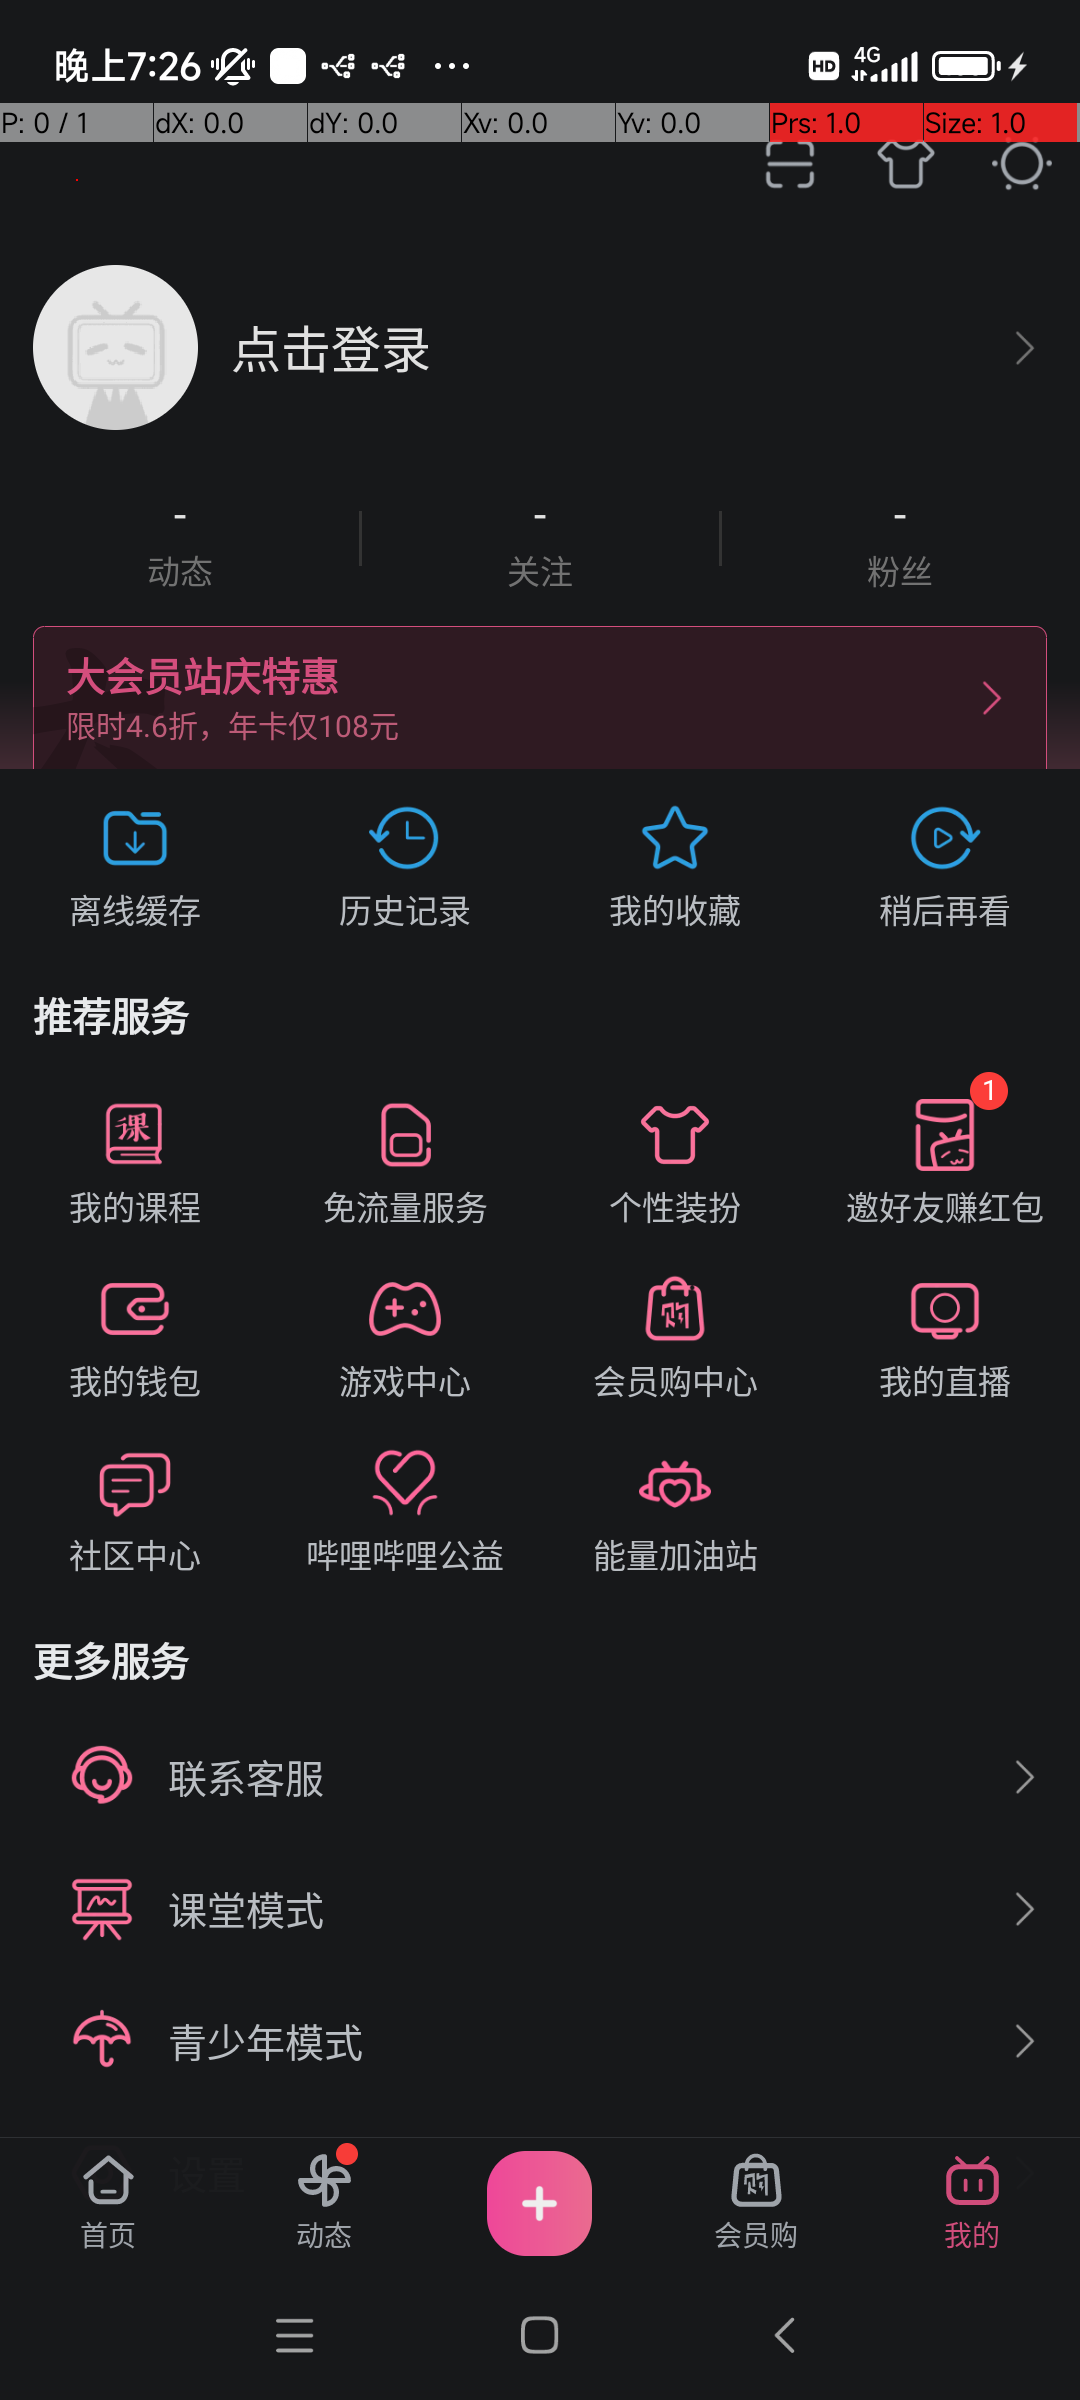 晚上7:26 HD 4G
P: 0 / 1 dX: 0.0 dY: 0.0 Xv: 0.0 Yv: 0.0 Prs: 1.0 Size: 1.0
点击登录
- - -
动态 关注 粉丝
大会员站庆特惠
限时4.6折，年卡仅108元
离线缓存 历史记录 我的收藏 稍后再看
推荐服务
课 1
我的课程 免流量服务 个性装扮 邀好友赚红包
我的钱包 游戏中心 会员购中心 我的直播
社区中心 哔哩哔哩公益 能量加油站
更多服务
联系客服
课堂模式
青少年模式
设置
首页 动态 会员购 我的